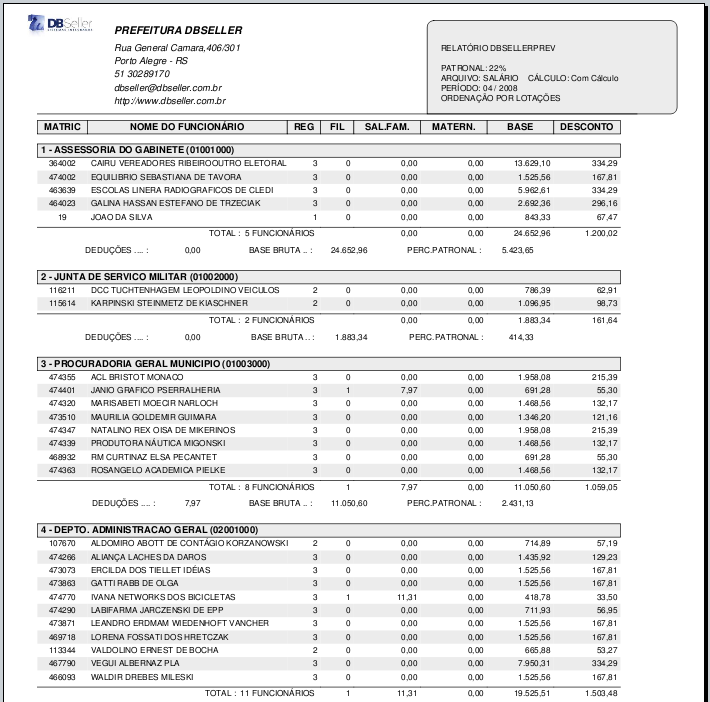 DBSeller
PREFEITURA DBSELLER
Rua General Camara,406/301
Porto Alegre - RS
51 30289170
dbseller@dbseller.com.br
http://www.dbseller.com.br
RELATÓRIO DBSELLERPREV
PATRONAL: 22%
ARQUIVO: SALÁRIO CÁLCULO: Com Cálculo
PERÍODO: 04 / 2008
ORDENAÇÃO POR LOTAÇÕES
MATRIC NOME DO FUNCIONÁRIO REG FIL SAL.FAM. MATERN. BASE DESCONTO
1 - ASSESSORIA DO GABINETE (01001000)
364002 CAIRU VEREADORES RIBEIROOUTRO ELETORAL 3 0 0,00 0,00 13.629,10 334,29
474002 EQUILIBRIO SEBASTIANA DE TAVORA 3 0 0,00 0,00 1.525,56 167,81
463639 ESCOLAS LINERA RADIOGRAFICOS DE CLEDI 3 0 0,00 0,00 5.962,61 334,29
464023 GALINA HASSAN ESTEFANO DE TRZECIAK 3 0 0,00 0,00 2.692,36 296,16
19 JOAO DA SILVA 1 0 0,00 0,00 843,33 67,47
TOTAL : 5 FUNCIONÁRIOS 0,00 0,00 24.652,96 1.200,02
DEDUÇÕES .... : 0,00 BASE BRUTA .. : 24.652,96 PERC.PATRONAL : 5.423,65
2 - JUNTA DE SERVICO MILITAR (01002000)
116211 DCC TUCHTENHAGEM LEOPOLDINO VEICULOS 2 0 0,00 0,00 786,39 62,91
115614 KARPINSKI STEINMETZ DE KIASCHNER 2 0 0,00 0,00 1.096,95 98,73
TOTAL : 2 FUNCIONÁRIOS 0,00 0,00 1.883,34 161,64
DEDUÇÕES .... : 0,00 BASE BRUTA .. : 1.883,34 PERC.PATRONAL : 414,33
3 - PROCURADORIA GERAL MUNICIPIO (01003000)
474355 ACL BRISTOT MONACO 3 0 0,00 0,00 1.958,08 215,39
474401 JANIO GRAFICO PSERRALHERIA 3 1 7,97 0,00 691,28 55,30
474320 MARISABETI MOECIR NARLOCH 3 0 0,00 0,00 1.468,56 132,17
473510 MAURILIA GOLDEMIR GUIMARA 3 0 0,00 0,00 1.346,20 121,16
474347 NATALINO REX OISA DE MIKERINOS 3 0 0,00 0,00 1.958,08 215,39
474339 PRODUTORA NÁUTICA MIGONSKI 3 0 0,00 0,00 1.468,56 132,17
468932 RM CURTINAZ ELSA PECANTET 3 0 0,00 0,00 691,28 55,30
474363 ROSANGELO ACADEMICA PIELKE 3 0 0,00 0,00 1.468,56 132,17
TOTAL : 8 FUNCIONÁRIOS 1 7,97 0,00 11.050,60 1.059,05
DEDUÇÕES .... : 7,97 BASE BRUTA .. : 11.050,60 PERC.PATRONAL : 2.431,13
4 - DEPTO. ADMINISTRACAO GERAL (02001000)
107670 ALDOMIRO ABOTT DE CONTÁGIO KORZANOWSKI 2 0 0,00 0,00 714,89 57,19
474266 ALIANÇA LACHES DA DAROS 3 0 0,00 0,00 1.435,92 129,23
473073 ERCILDA DOS TIELLET IDÉIAS 3 0 0,00 0,00 1.525,56 167,81
473863 GATTI RABB DE OLGA 3 0 0,00 0,00 1.525,56 167,81
474770 IVANA NETWORKS DOS BICICLETAS 3 1 11,31 0,00 418,78 33,50
474290 LABIFARMA JARCZENSKI DE EPP 3 0 0,00 0,00 711,93 56,95
473871 LEANDRO ERDMAM WIEDENHOFT VANCHER 3 0 0,00 0,00 1.525,56 167,81
469718 LORENA FOSSATI DOS HRETCZAK 3 0 0,00 0,00 1.525,56 167,81
113344 VALDOLINO ERNEST DE BOCHA 2 0 0,00 0,00 665,88 53,27
467790 VEGUI ALBERNAZ PLA 3 0 0,00 0,00 7.950,31 334,29
466093 WALDIR DREBES MILESKI 3 0 0,00 0,00 1.525,56 167,81
TOTAL : 11 FUNCIONÁRIOS 1 11,31 0,00 19.525,51 1.503,48